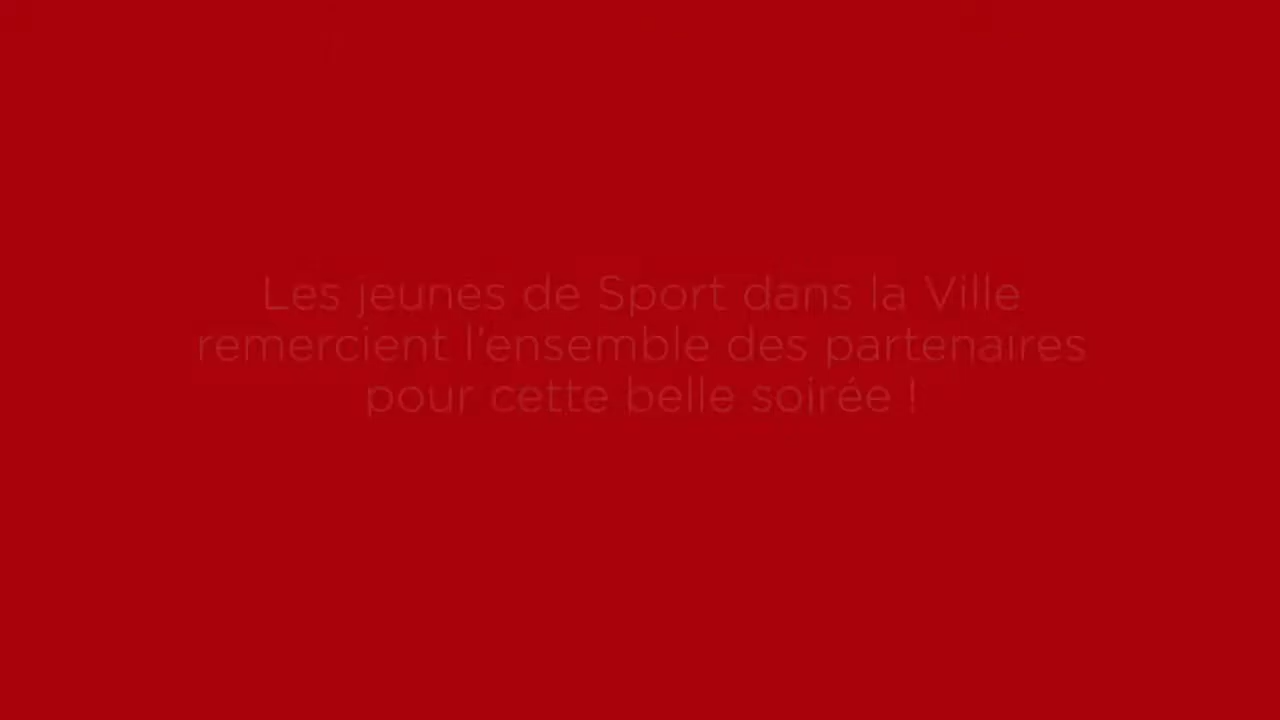 Les jeunes de Sport dans la Ville
remercient l'ensemble des partenaires
pour cette belle soirée !